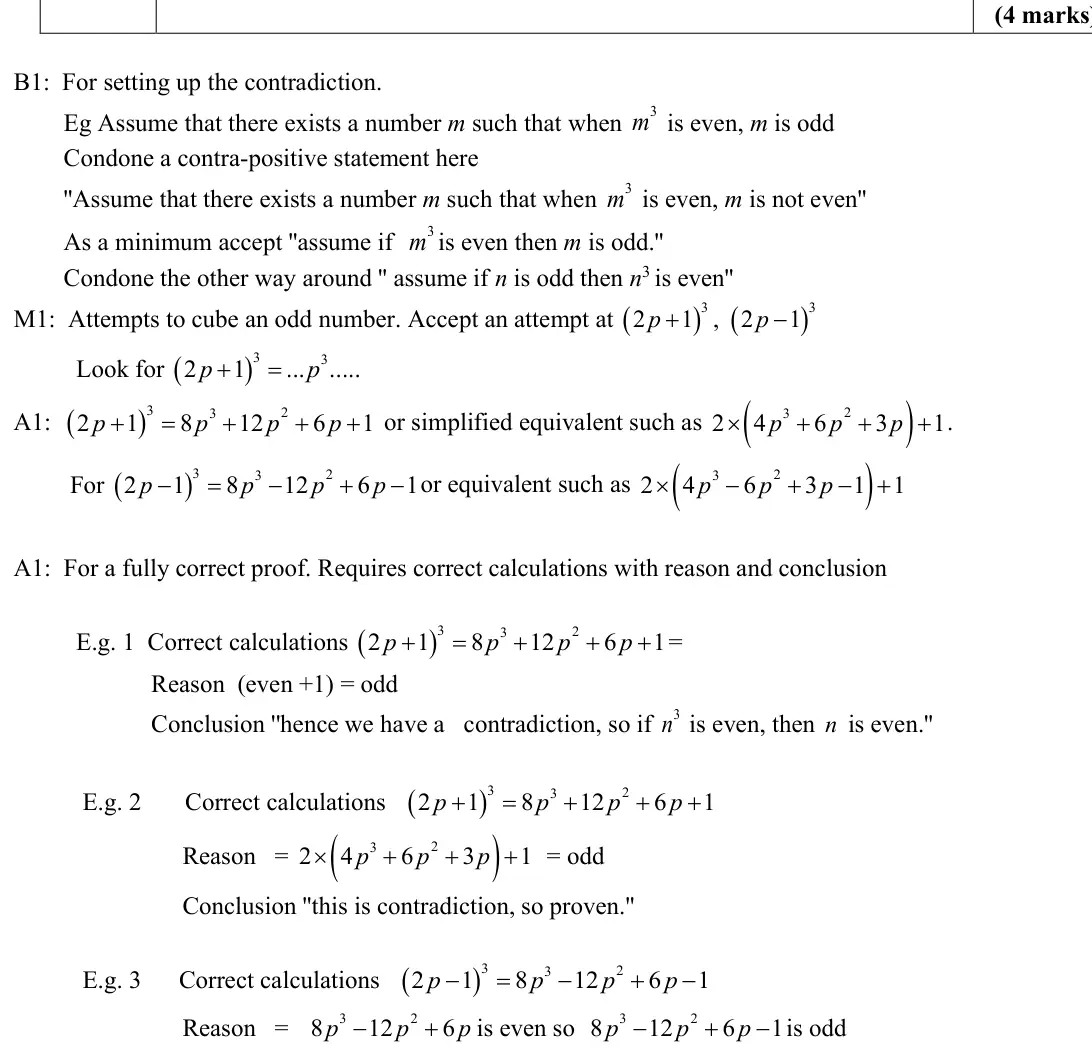 (4 marks)
B1: For setting up the contradiction.
Eg Assume that there exists a number m such that when m³ is even, m is odd
Condone a contra-positive statement here
"Assume that there exists a number m such that when m³ is even, m is not even"
As a minimum accept "assume if m³ is even then m is odd."
Condone the other way around " assume if n is odd then n³ is even"
M1: Attempts to cube an odd number. Accept an attempt at (2p+1)³, (2p−1)³
Look for (2p+1)³ = ...p³.....
A1: (2p+1)³ = 8p³+12p²+6p+1 or simplified equivalent such as 2×(4p³+6p²+3p)+1.
For (2p−1)³ = 8p³−12p²+6p−1 or equivalent such as 2×(4p³−6p²+3p−1)+1
A1: For a fully correct proof. Requires correct calculations with reason and conclusion
E.g. 1 Correct calculations (2p+1)³ = 8p³+12p²+6p+1=
Reason (even +1) = odd
Conclusion "hence we have a contradiction, so if n³ is even, then n is even."
E.g. 2 Correct calculations (2p+1)³ = 8p³+12p²+6p+1
Reason = 2×(4p³+6p²+3p)+1 = odd
Conclusion "this is contradiction, so proven."
E.g. 3 Correct calculations (2p−1)³ = 8p³−12p²+6p−1
Reason = 8p³−12p²+6p is even so 8p³−12p²+6p−1 is odd